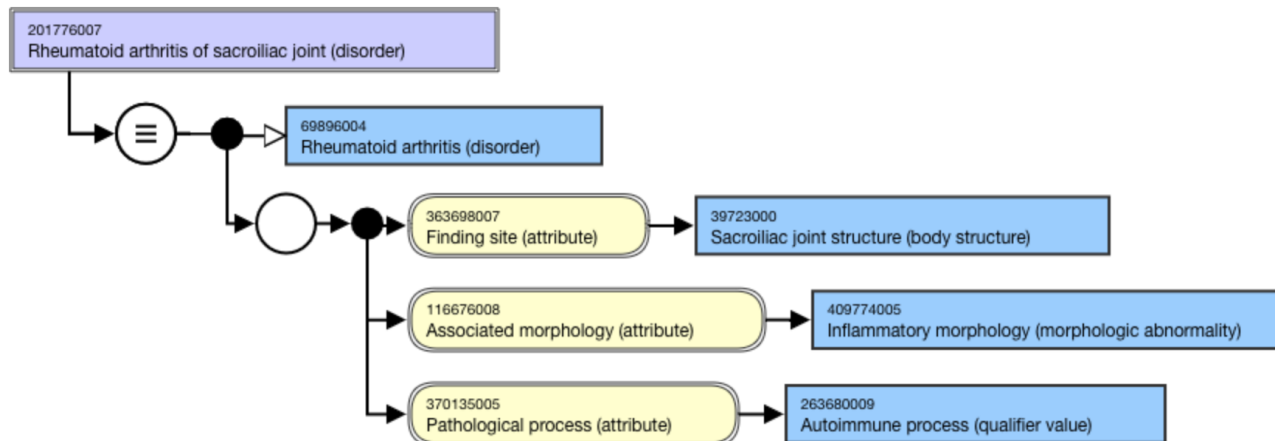 201776007
Rheumatoid arthritis of sacroiliac joint (disorder)
69896004
Rheumatoid arthritis (disorder)
363698007
Finding site (attribute)
39723000
Sacroiliac joint structure (body structure)
116676008
Associated morphology (attribute)
409774005
Inflammatory morphology (morphologic abnormality)
370135005
Pathological process (attribute)
263680009
Autoimmune process (qualifier value)